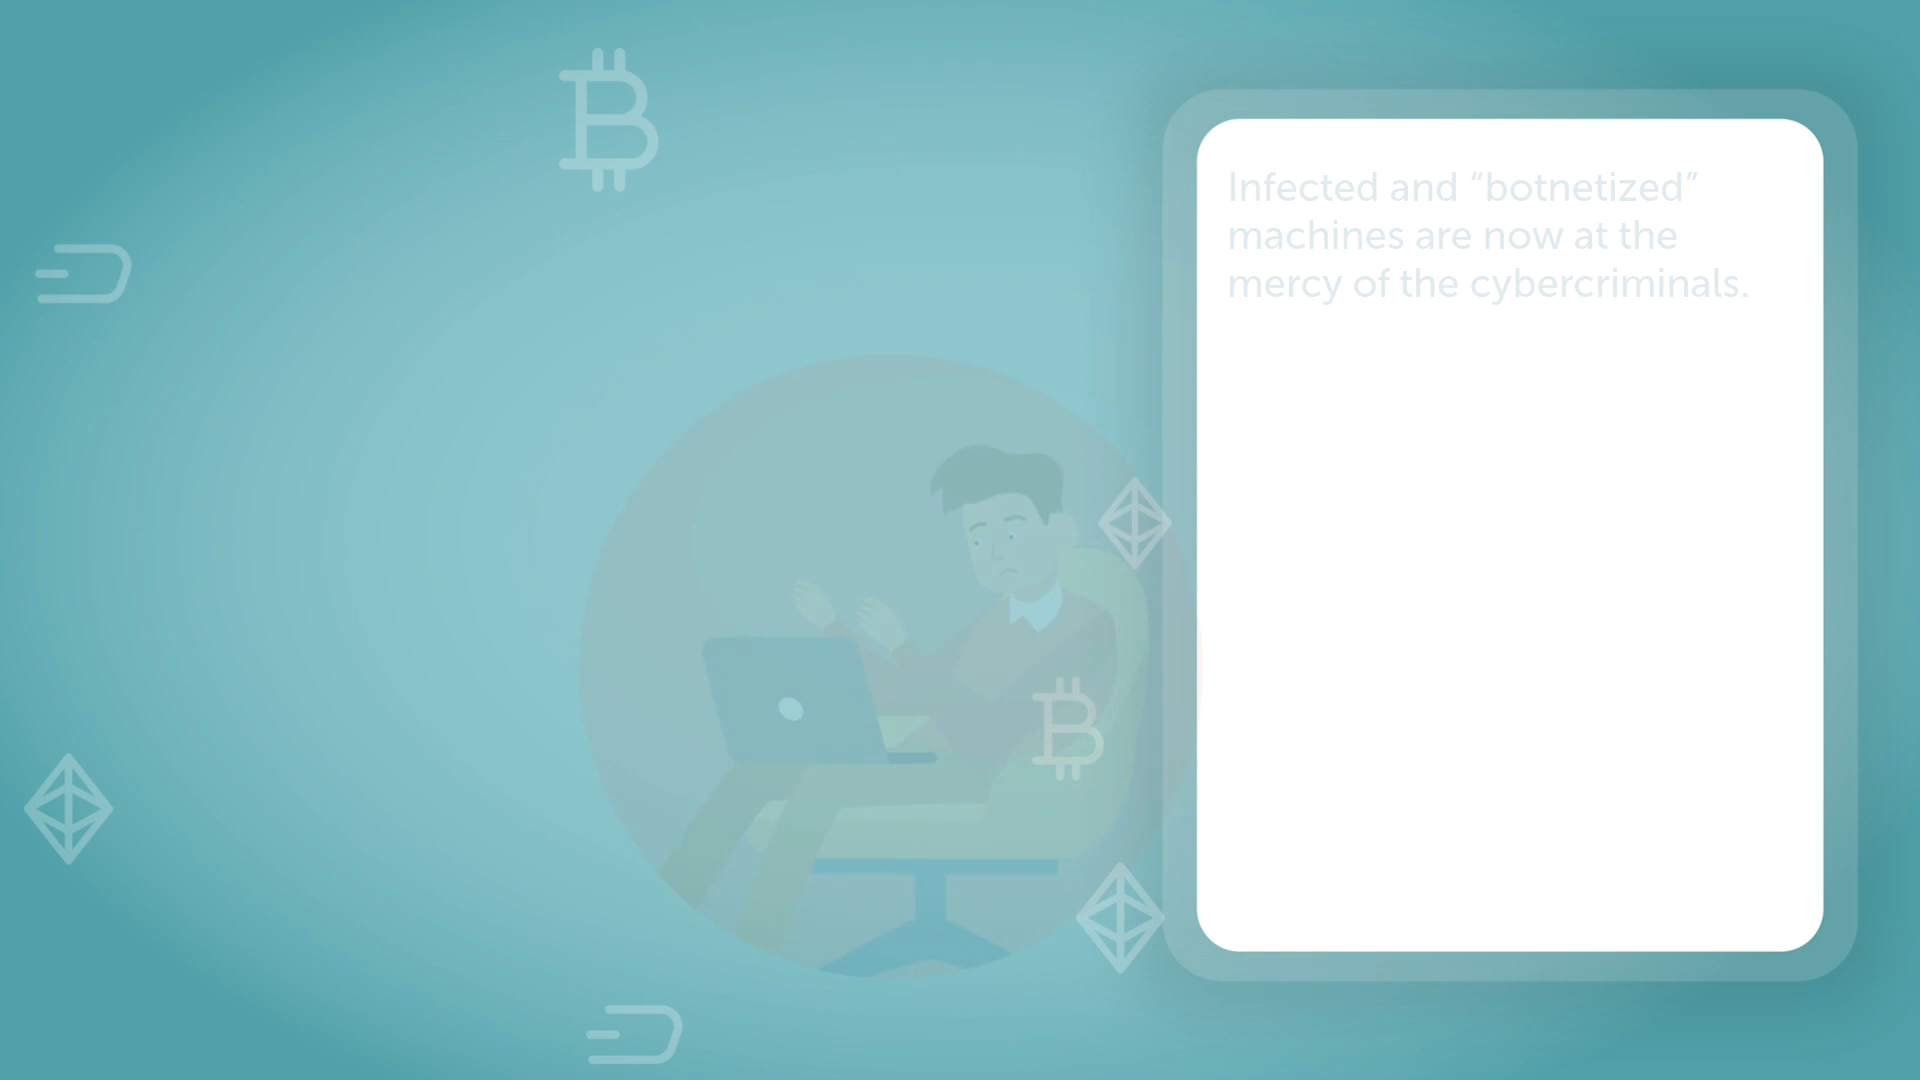 Infected and “botnetized”
machines are now at the
mercy of the cybercriminals.